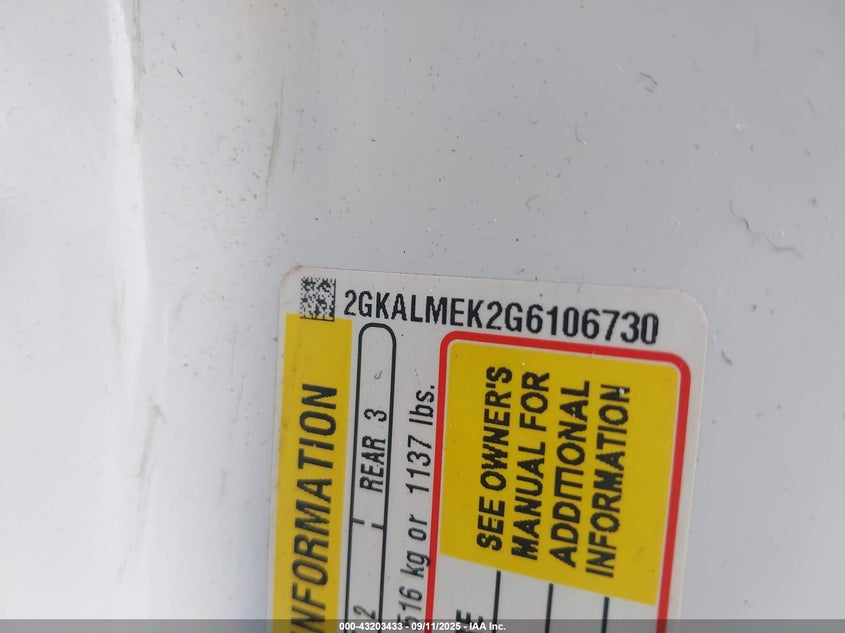 2GKALMEK2G6106730
INFORMATION
2
REAR 3
516 kg or 1137 lbs.
SEE OWNER'S
MANUAL FOR
ADDITIONAL
INFORMATION
E
000-43203433 - 09/11/2025 - IAA Inc.